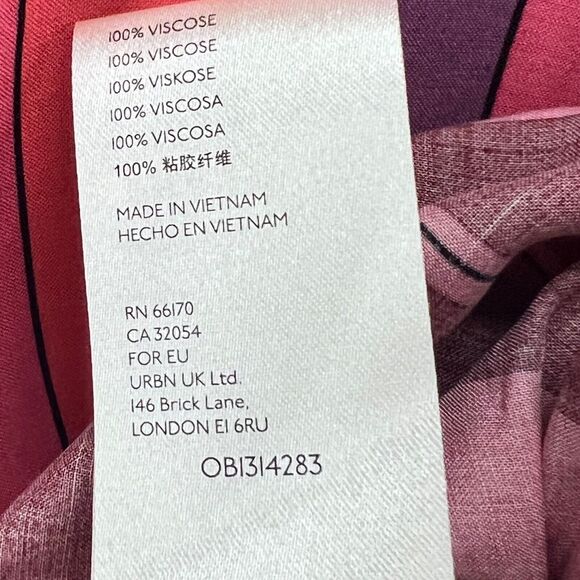 100% VISCOSE
100% VISCOSE
100% VISKOSE
100% VISCOSA
100% VISCOSA
100% 粘胶纤维
MADE IN VIETNAM
HECHO EN VIETNAM
RN 66170
CA 32054
FOR EU
URBN UK Ltd.
146 Brick Lane,
LONDON E1 6RU
OB1314283